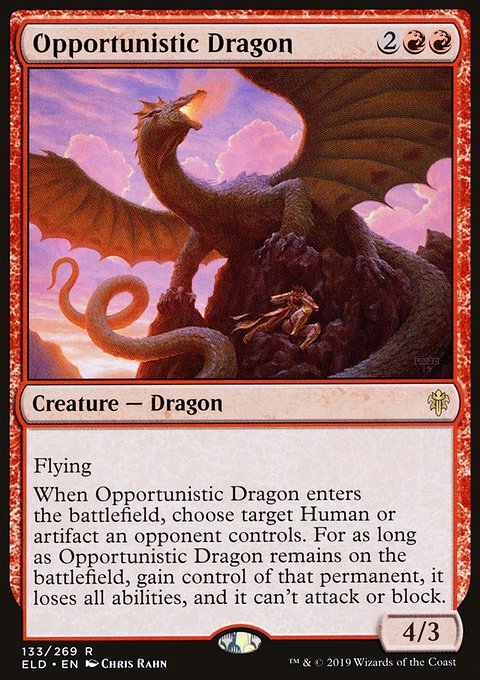 Opportunistic Dragon 2
Creature — Dragon
Flying
When Opportunistic Dragon enters
the battlefield, choose target Human or
artifact an opponent controls. For as long
as Opportunistic Dragon remains on the
battlefield, gain control of that permanent, it
loses all abilities, and it can't attack or block.
4/3
133/269 R
ELD • EN Chris Rahn
™ & © 2019 Wizards of the Coast